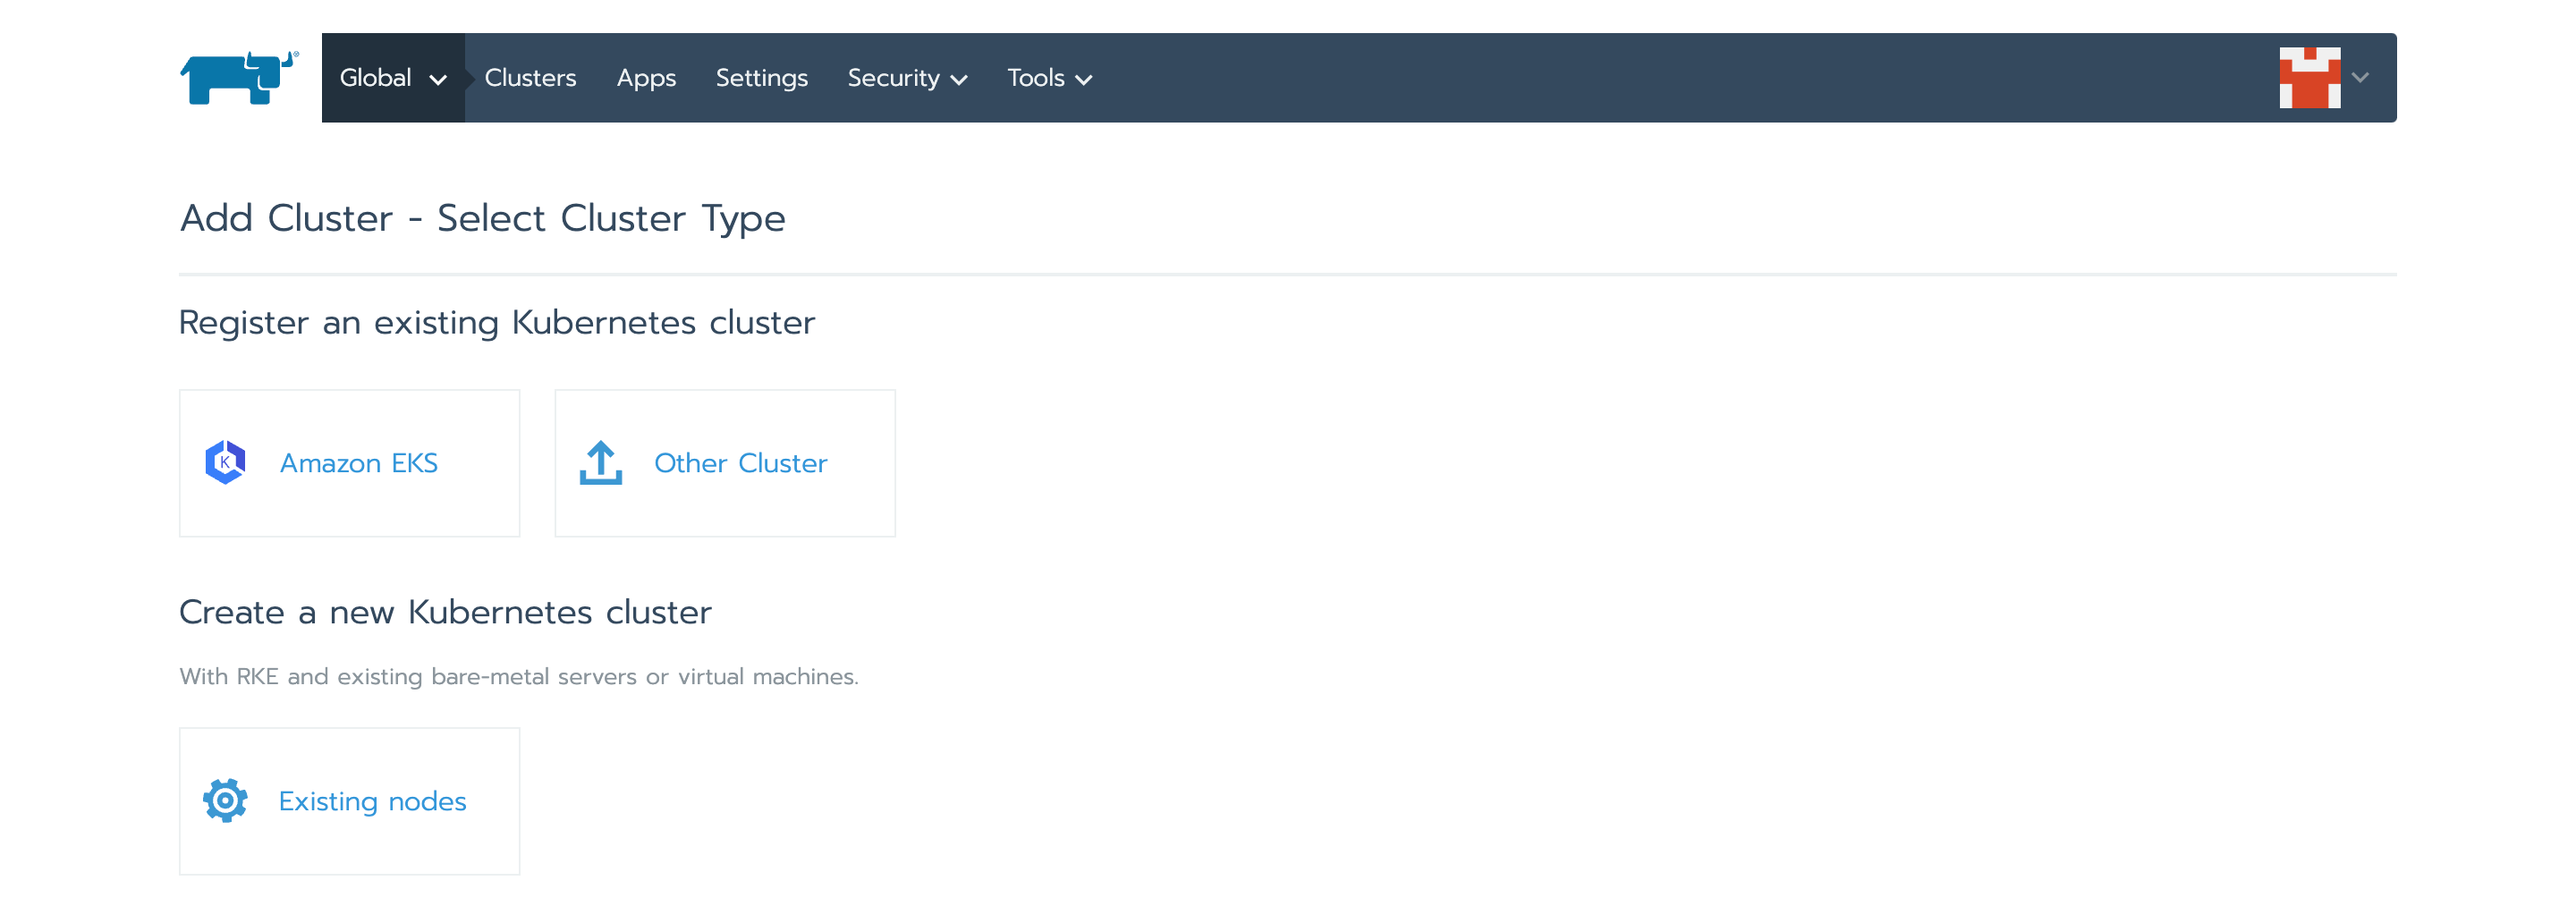 Global Clusters Apps Settings Security Tools
Add Cluster - Select Cluster Type
Register an existing Kubernetes cluster
K Amazon EKS Other Cluster
Create a new Kubernetes cluster
With RKE and existing bare-metal servers or virtual machines.
Existing nodes